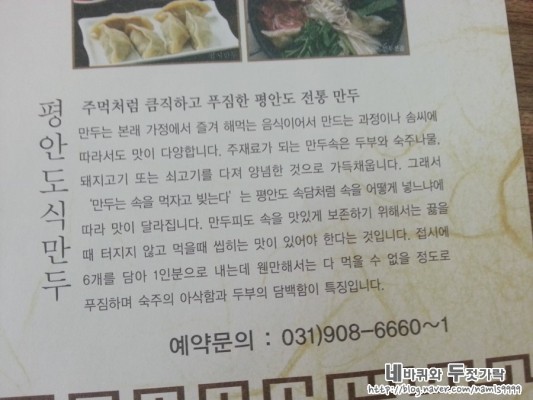 평안도식만두
주먹처럼 큼직하고 푸짐한 평안도 전통 만두
만두는 본래 가정에서 즐겨 해먹는 음식이어서 만드는 과정이나 솜씨에
따라서도 맛이 다양합니다. 주재료가 되는 만두속은 두부와 숙주나물,
돼지고기 또는 쇠고기를 다져 양념한 것으로 가득채웁니다. 그래서
'만두는 속을 먹자고 빚는다' 는 평안도 속담처럼 속을 어떻게 넣느냐에
따라 맛이 달라집니다. 만두피도 속을 맛있게 보존하기 위해서는 끓을
때 터지지 않고 먹을때 씹히는 맛이 있어야 한다는 것입니다. 접시에
6개를 담아 1인분으로 내는데 웬만해서는 다 먹을 수 없을 정도로
푸짐하며 숙주의 아삭함과 두부의 담백함이 특징입니다.
예약문의 : 031)908-6660~1
네바퀴와 두젓가락
http://blog.naver.com/namls9999